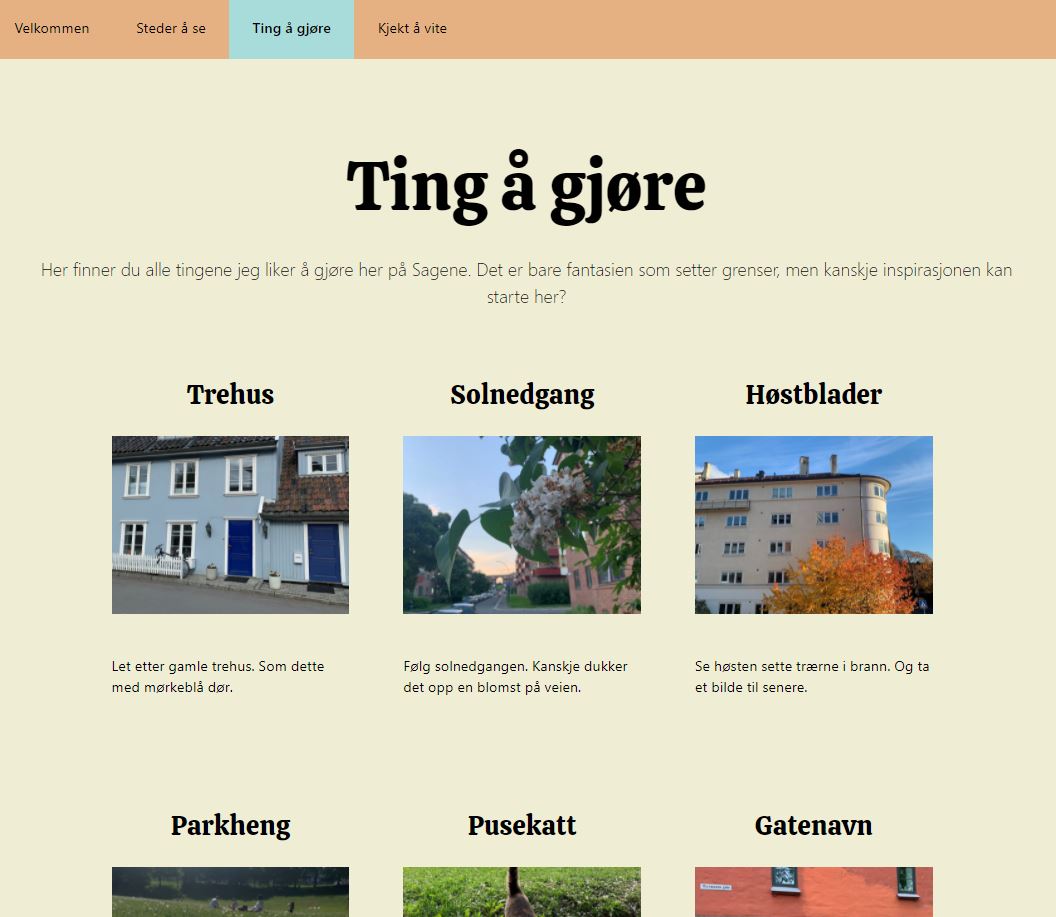 Velkommen Steder å se Ting å gjøre Kjekt å vite
Ting å gjøre
Her finner du alle tingene jeg liker å gjøre her på Sagene. Det er bare fantasien som setter grenser, men kanskje inspirasjonen kan
starte her?
Trehus
Solnedgang
Høstblader
Let etter gamle trehus. Som dette
med mørkeblå dør.
Følg solnedgangen. Kanskje dukker
det opp en blomst på veien.
Se høsten sette trærne i brann. Og ta
et bilde til senere.
Parkheng
Pusekatt
Gatenavn